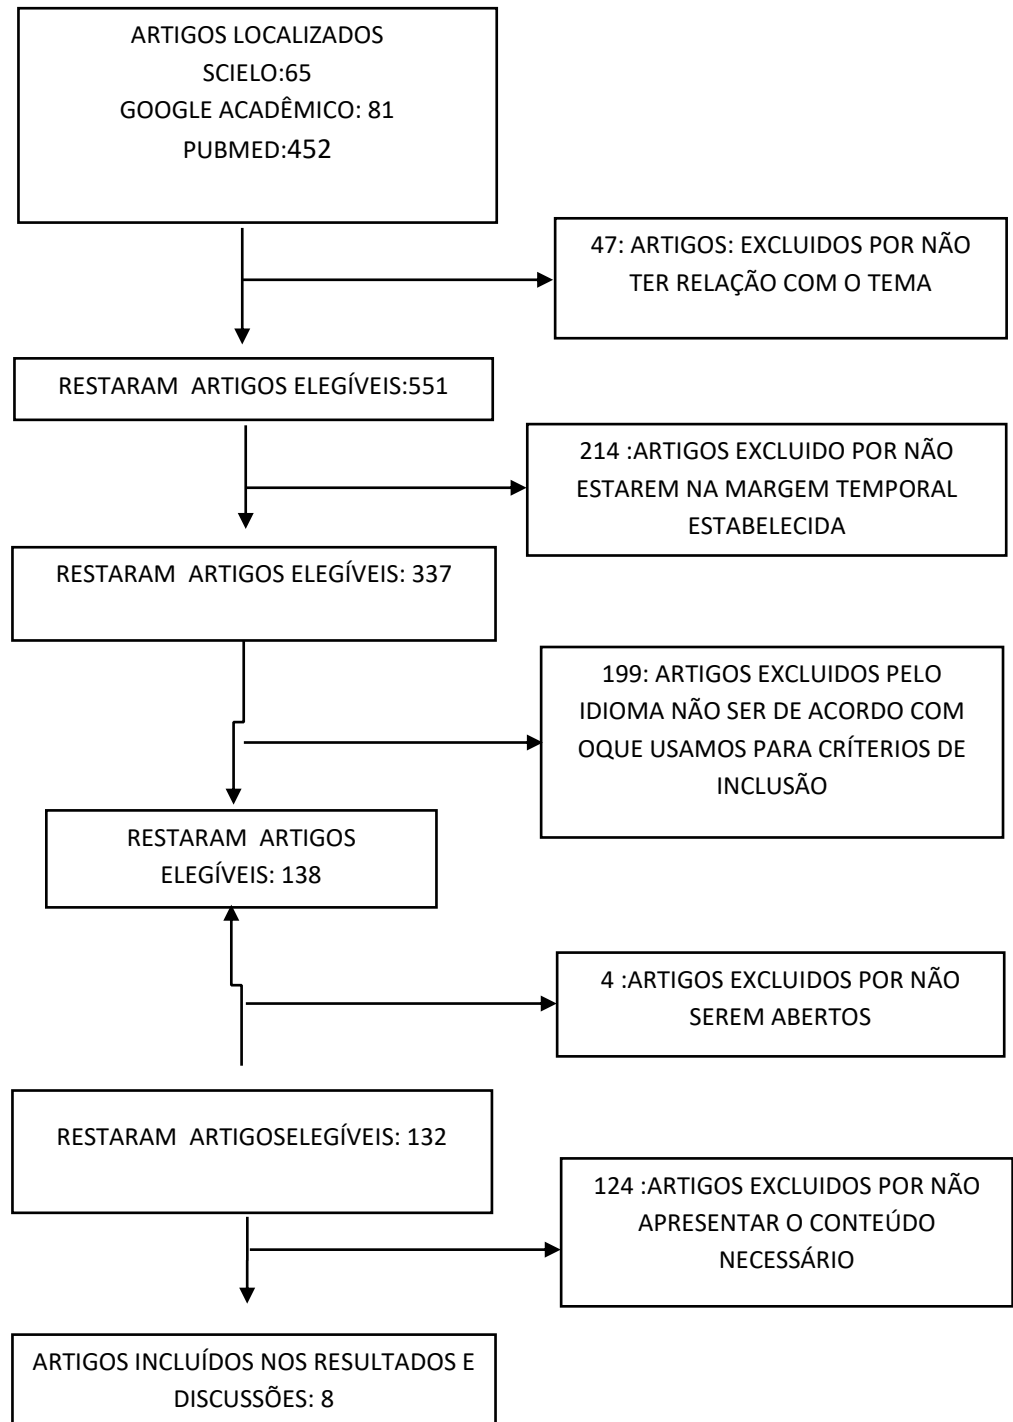 ARTIGOS LOCALIZADOS
SCIELO:65
GOOGLE ACADÊMICO: 81
PUBMED:452
47: ARTIGOS: EXCLUIDOS POR NÃO
TER RELAÇÃO COM O TEMA
RESTARAM  ARTIGOS ELEGÍVEIS:551
214 :ARTIGOS EXCLUIDO POR NÃO
ESTAREM NA MARGEM TEMPORAL
ESTABELECIDA
RESTARAM  ARTIGOS ELEGÍVEIS: 337
199: ARTIGOS EXCLUIDOS PELO
IDIOMA NÃO SER DE ACORDO COM
OQUE USAMOS PARA CRÍTERIOS DE
INCLUSÃO
RESTARAM  ARTIGOS
ELEGÍVEIS: 138
4 :ARTIGOS EXCLUIDOS POR NÃO
SEREM ABERTOS
RESTARAM  ARTIGOSELEGÍVEIS: 132
124 :ARTIGOS EXCLUIDOS POR NÃO
APRESENTAR O CONTEÚDO
NECESSÁRIO
ARTIGOS INCLUÍDOS NOS RESULTADOS E
DISCUSSÕES: 8